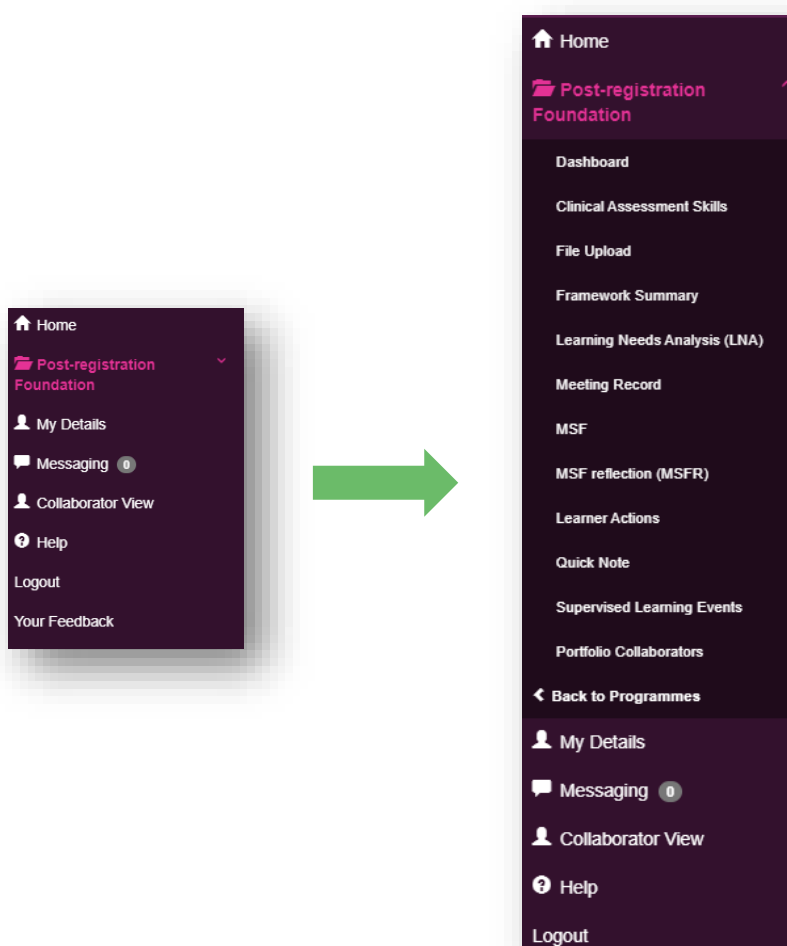 Home
Post-registration
Foundation
My Details
Messaging 0
Collaborator View
Help
Logout
Your Feedback
Home
Post-registration
Foundation
Dashboard
Clinical Assessment Skills
File Upload
Framework Summary
Learning Needs Analysis (LNA)
Meeting Record
MSF
MSF reflection (MSFR)
Learner Actions
Quick Note
Supervised Learning Events
Portfolio Collaborators
Back to Programmes
My Details
Messaging 0
Collaborator View
Help
Logout